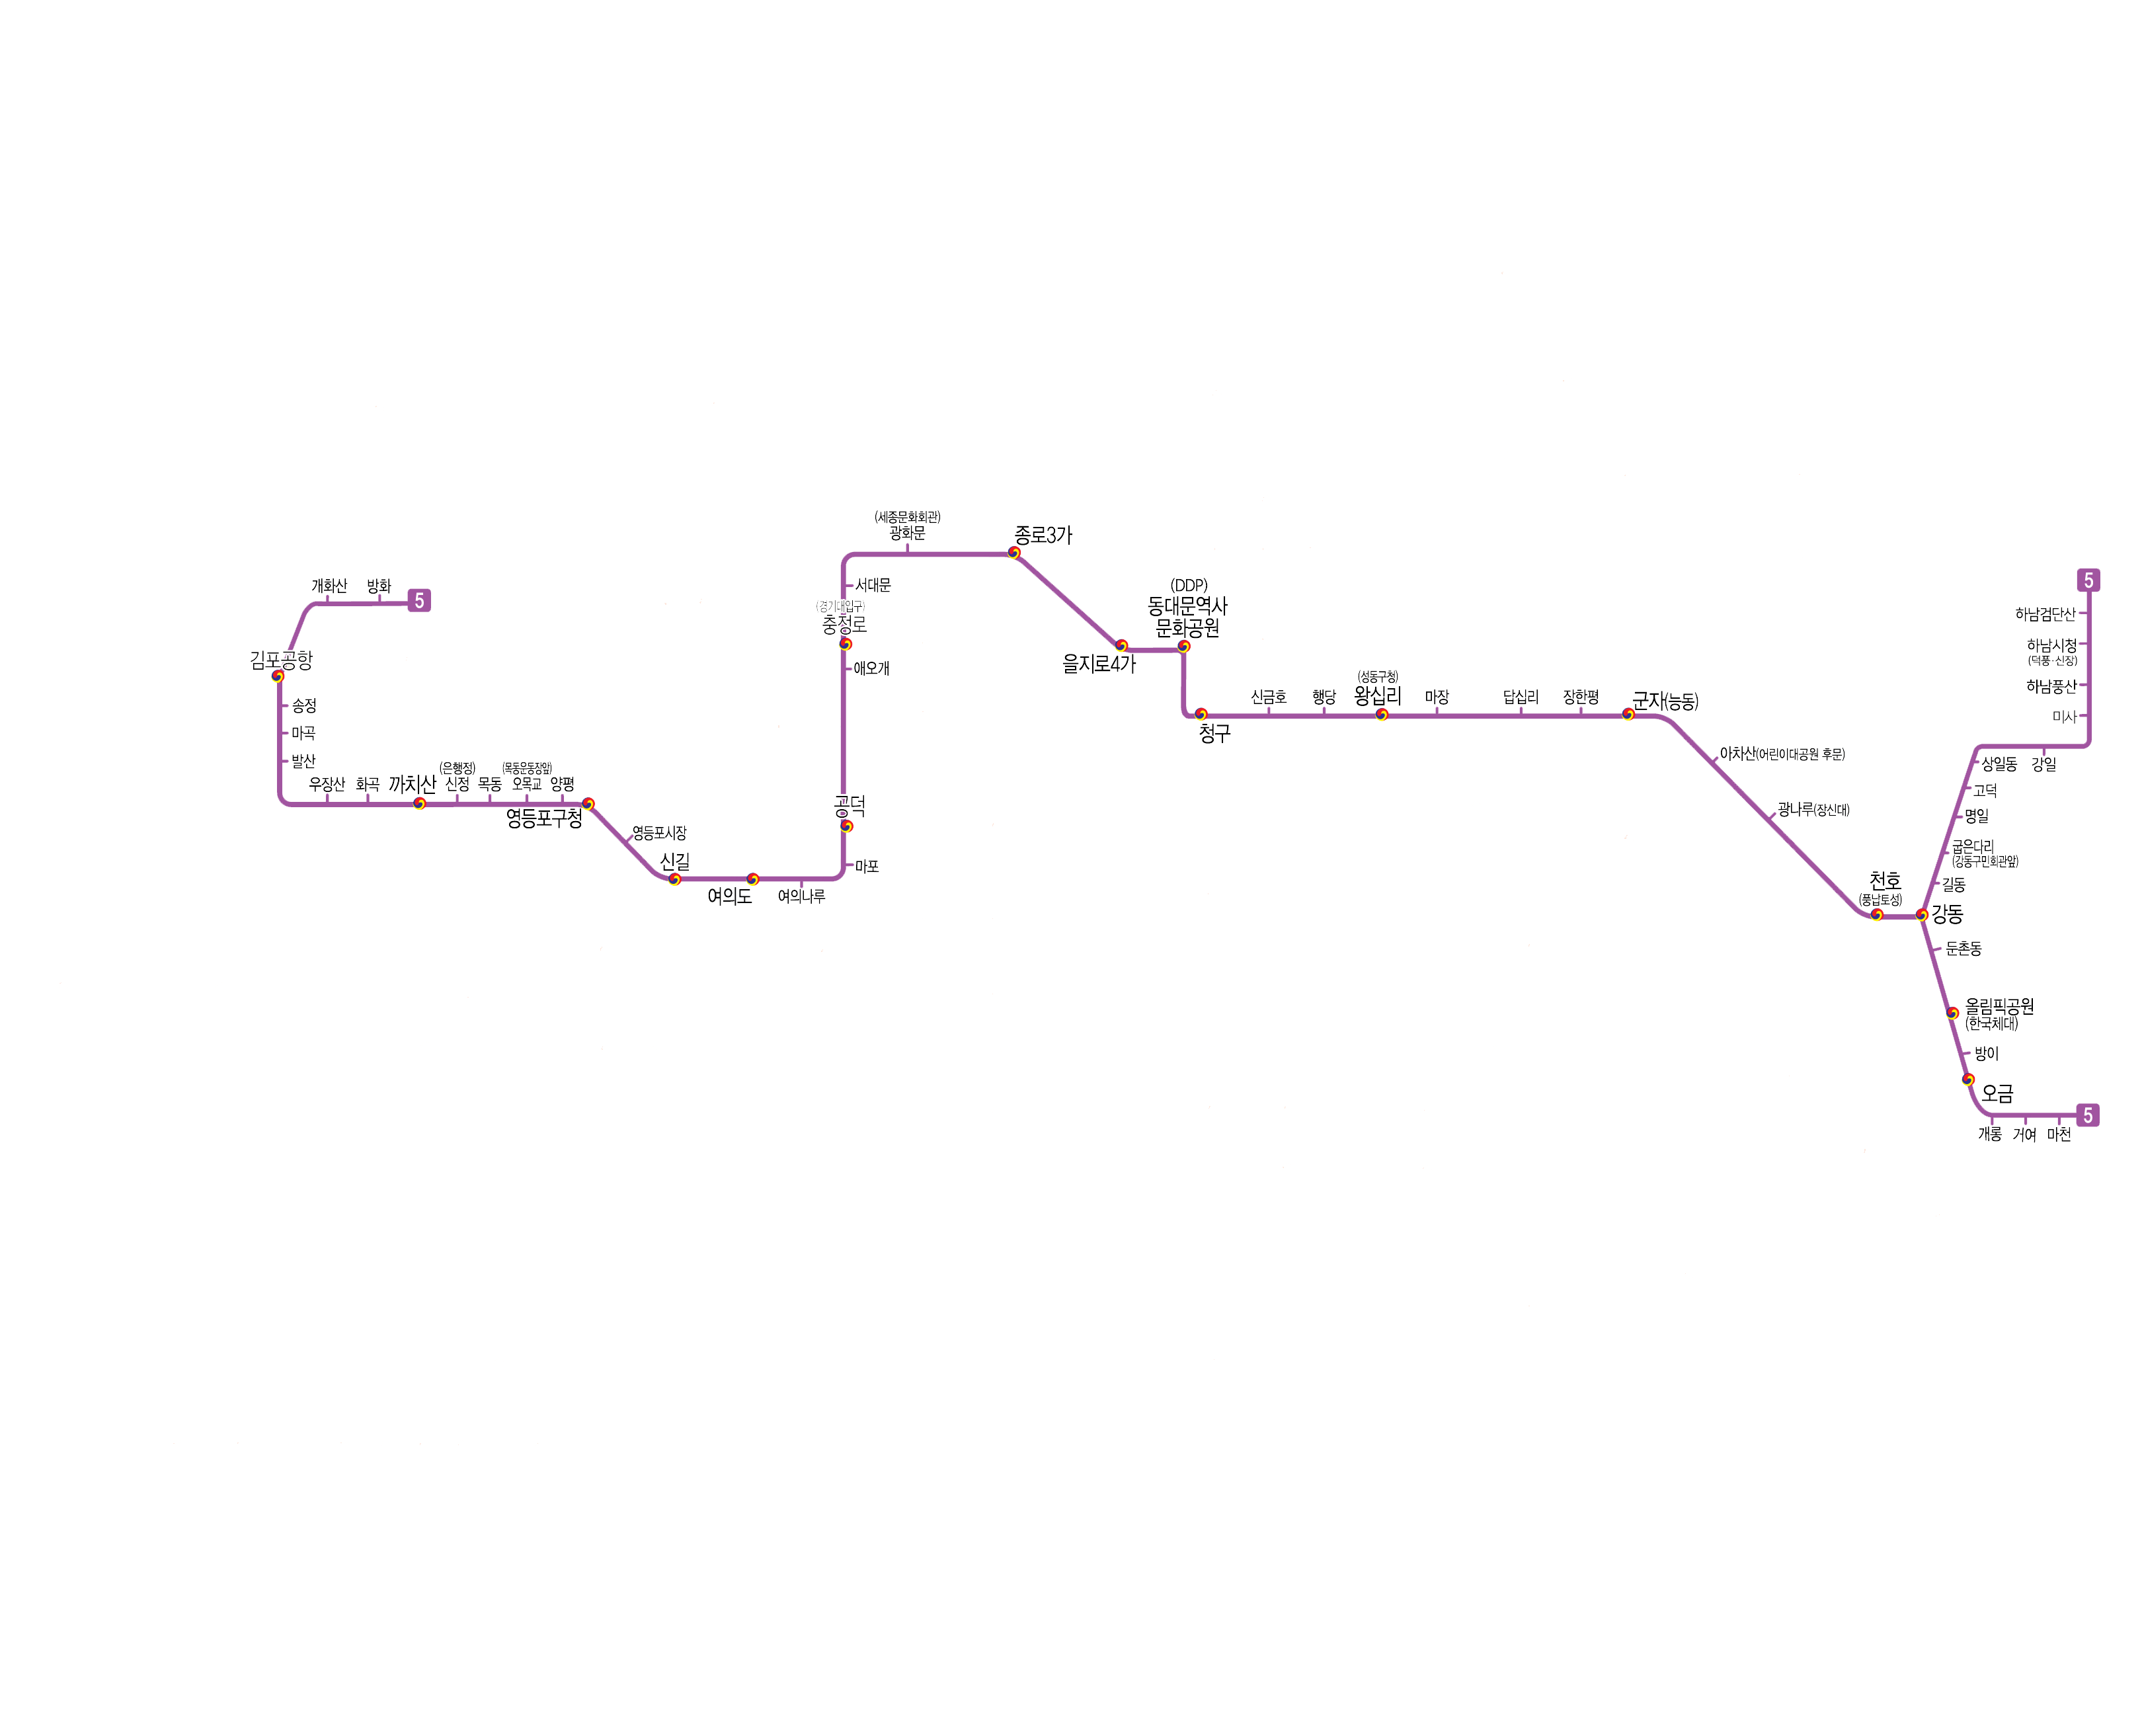 개화산
방화
5
김포공항
송정
마곡
발산
우장산
화곡
까치산
(은행정)
신정
목동
(목동운동장앞)
오목교
양평
영등포구청
영등포시장
신길
여의도
여의나루
마포
공덕
애오개
(경기대입구)
충정로
서대문
(세종문화회관)
광화문
종로3가
을지로4가
(DDP)
동대문역사
문화공원
청구
신금호
행당
(성동구청)
왕십리
마장
답십리
장한평
군자(능동)
아차산(어린이대공원 후문)
광나루(장신대)
천호
(풍납토성)
강동
길동
굽은다리
(강동구민회관앞)
명일
고덕
상일동
강일
미사
하남풍산
하남시청
(덕풍·신장)
하남검단산
5
둔촌동
올림픽공원
(한국체대)
방이
오금
개롱
거여
마천
5